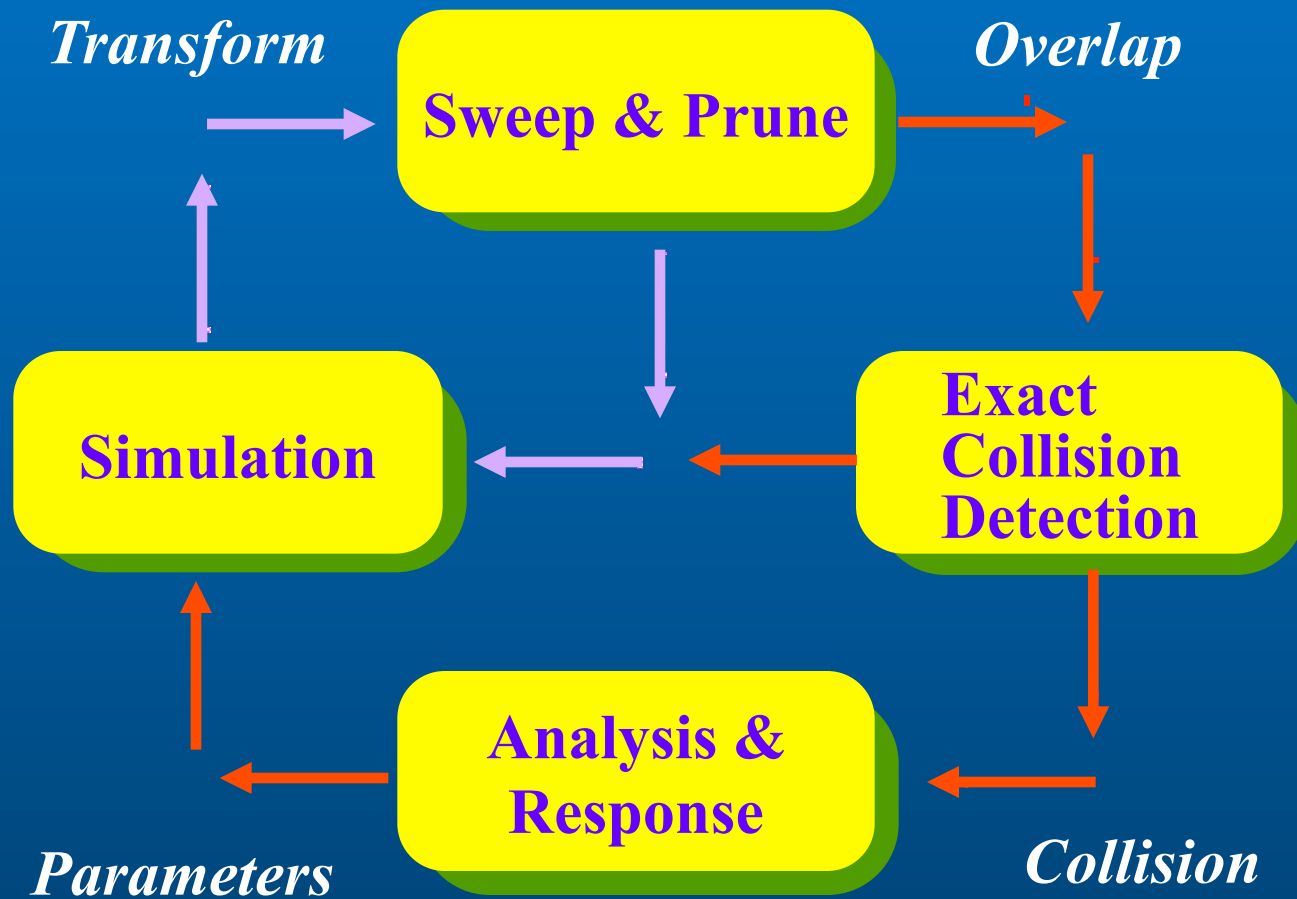 Transform
Sweep & Prune
Overlap
Simulation
Exact
Collision
Detection
Analysis &
Response
Parameters
Collision